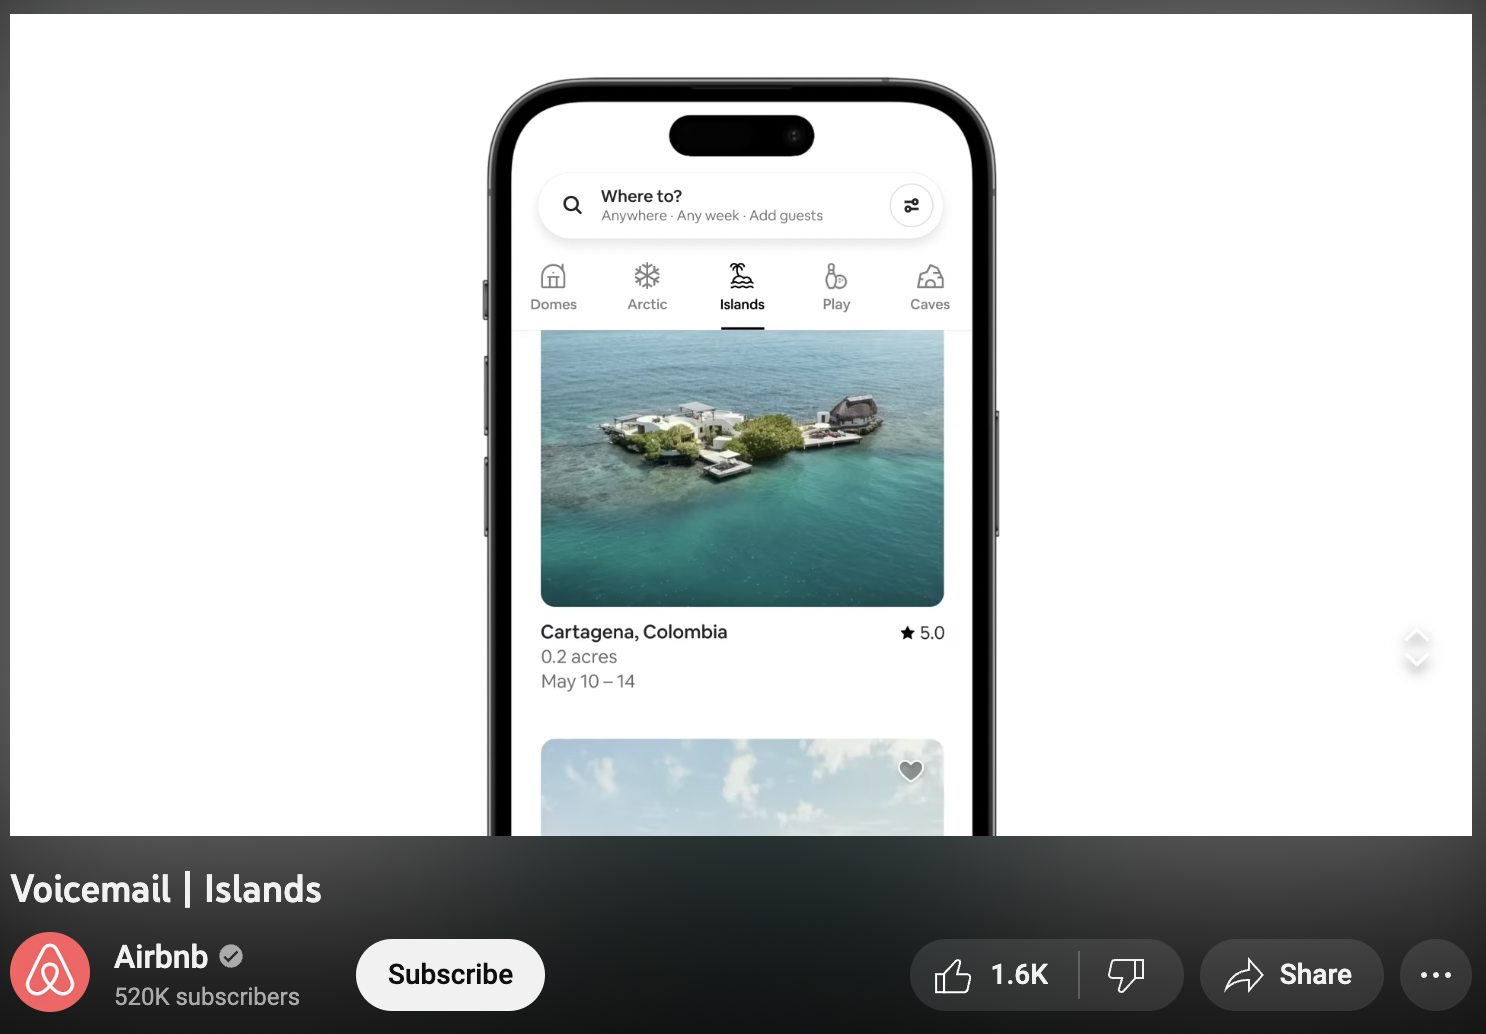 Where to?
Anywhere · Any week · Add guests
Domes
Arctic
Islands
Play
Caves
Cartagena, Colombia
★ 5.0
0.2 acres
May 10 – 14
Voicemail | Islands
Airbnb
520K subscribers
Subscribe
1.6K
Share